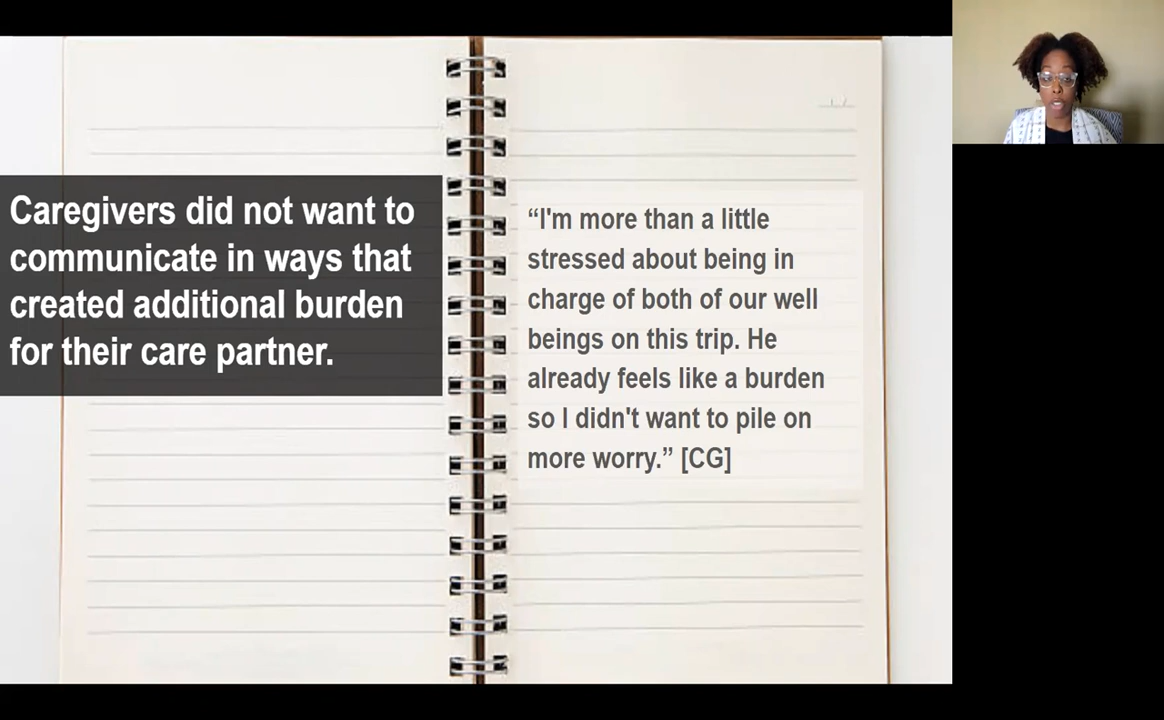 Caregivers did not want to
communicate in ways that
created additional burden
for their care partner.
“I'm more than a little
stressed about being in
charge of both of our well
beings on this trip. He
already feels like a burden
so I didn't want to pile on
more worry.” [CG]